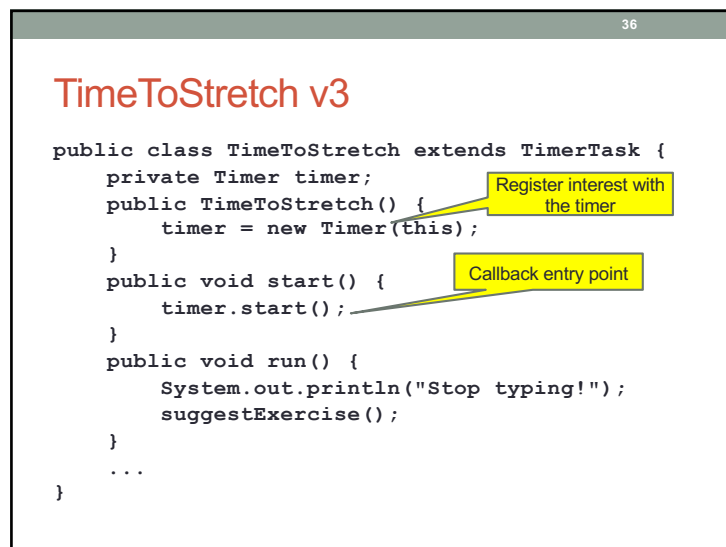 36
TimeToStretch v3
public class TimeToStretch extends TimerTask {
    private Timer timer;
    public TimeToStretch() {
Register interest with
the timer
        timer = new Timer(this);
    }
    public void start() {
Callback entry point
        timer.start();
    }
    public void run() {
        System.out.println("Stop typing!");
        suggestExercise();
    }
    ...
}